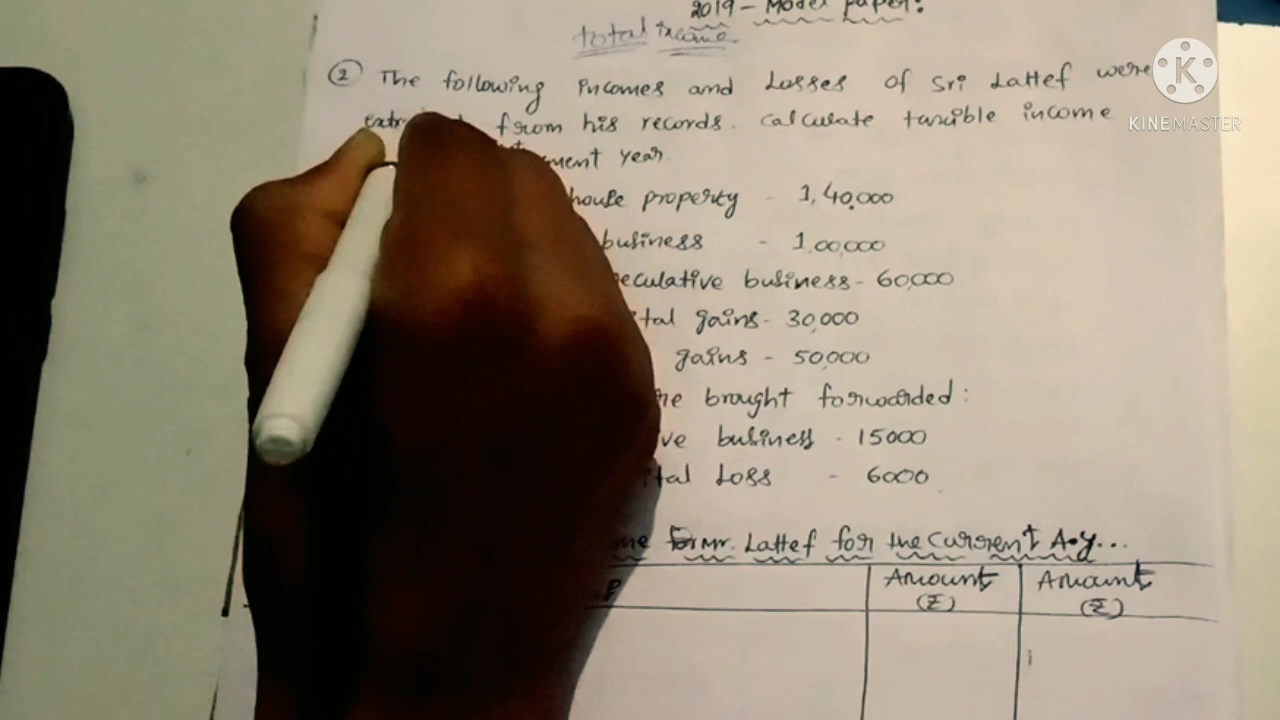 2019 - Model paper:
total income
K
KINEMASTER
② The following incomes and Losses of Sri Lattef were
from his records. calculate taxible income
year.
house property - 1,40,000
business - 1,00,000
business - 60,000
gains - 30,000
gains - 50,000
brought forwarded:
business - 15000
Loss - 6000
Mr. Lattef for the current A.y...
Amount Amount
(₹) (₹)